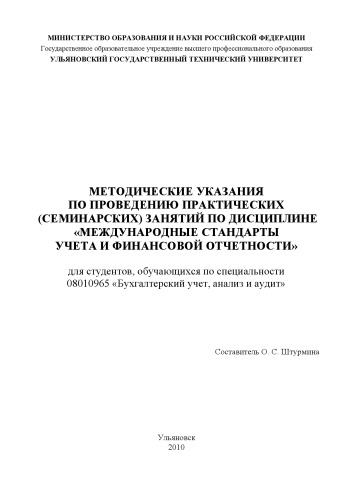 МИНИСТЕРСТВО ОБРАЗОВАНИЯ И НАУКИ РОССИЙСКОЙ ФЕДЕРАЦИИ
Государственное образовательное учреждение высшего профессионального образования
УЛЬЯНОВСКИЙ ГОСУДАРСТВЕННЫЙ ТЕХНИЧЕСКИЙ УНИВЕРСИТЕТ
МЕТОДИЧЕСКИЕ УКАЗАНИЯ
ПО ПРОВЕДЕНИЮ ПРАКТИЧЕСКИХ
(СЕМИНАРСКИХ) ЗАНЯТИЙ ПО ДИСЦИПЛИНЕ
«МЕЖДУНАРОДНЫЕ СТАНДАРТЫ
УЧЕТА И ФИНАНСОВОЙ ОТЧЕТНОСТИ»
для студентов, обучающихся по специальности
08010965 «Бухгалтерский учет, анализ и аудит»
Составитель О. С. Штурмина
Ульяновск
2010